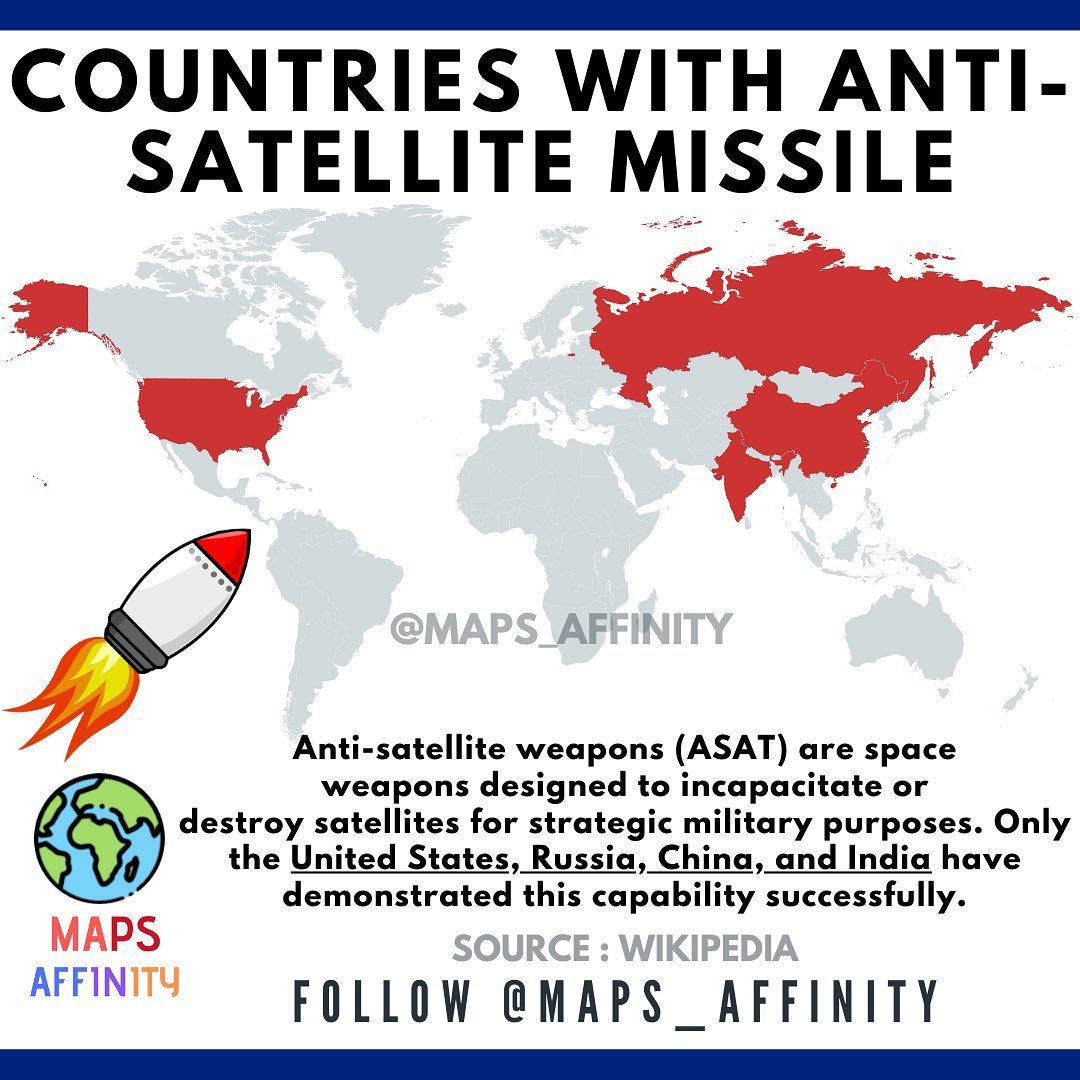 COUNTRIES WITH ANTI-
SATELLITE MISSILE
@MAPS_AFFINITY
Anti-satellite weapons (ASAT) are space
weapons designed to incapacitate or
destroy satellites for strategic military purposes. Only
the United States, Russia, China, and India have
demonstrated this capability successfully.
MAPS
AFFINITY
SOURCE : WIKIPEDIA
FOLLOW @MAPS_AFFINITY